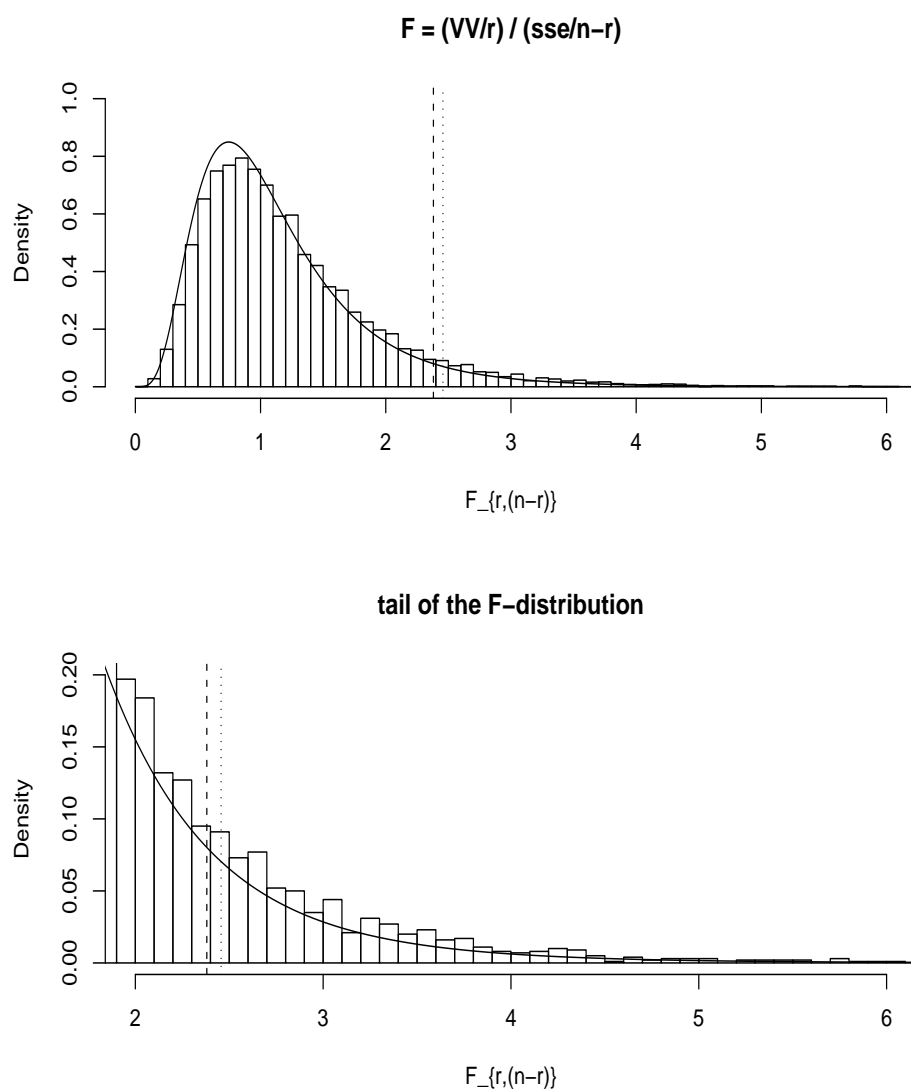 F = (VV/r) / (sse/n−r)
Density
0.0 0.2 0.4 0.6 0.8 1.0
0 1 2 3 4 5 6
F_{r,(n−r)}
tail of the F−distribution
Density
0.00 0.05 0.10 0.15 0.20
2 3 4 5 6
F_{r,(n−r)}